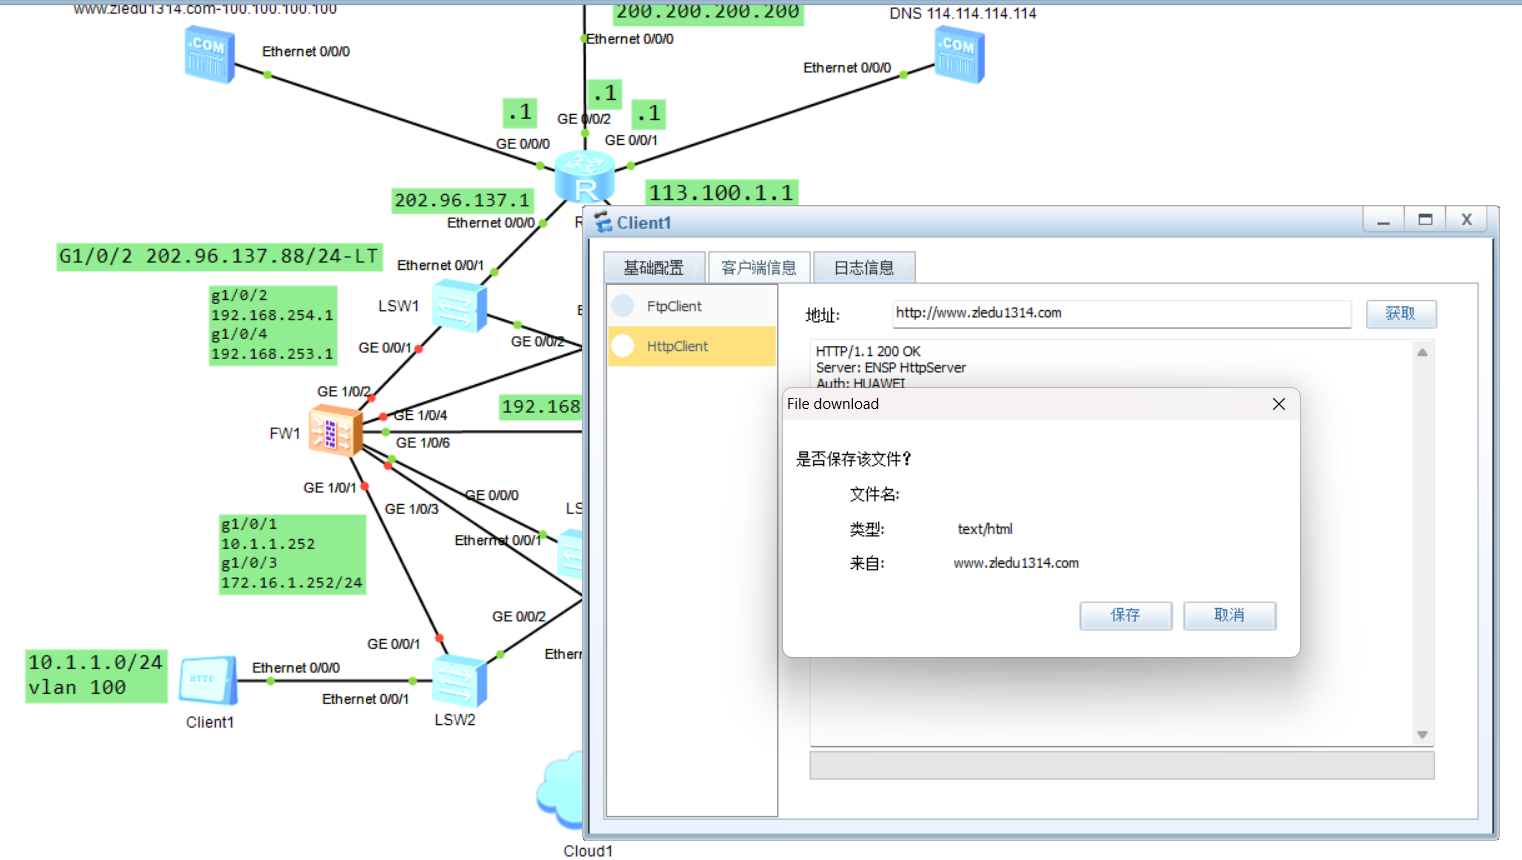 www.zledu1314.com-100.100.100.100
200.200.200.200
DNS 114.114.114.114
.COM
Ethernet 0/0/0
Ethernet 0/0/0
Ethernet 0/0/0
.COM
.1
.1
.1
GE 0/0/2
GE 0/0/0
GE 0/0/1
R
202.96.137.1
113.100.1.1
Ethernet 0/0/0
G1/0/2 202.96.137.88/24-LT
Ethernet 0/0/1
g1/0/2
192.168.254.1
g1/0/4
192.168.253.1
LSW1
GE 0/0/1
GE 0/0/2
GE 1/0/2
GE 1/0/4
192.168
FW1
GE 1/0/6
GE 1/0/1
GE 0/0/0
GE 1/0/3
LS
g1/0/1
10.1.1.252
g1/0/3
172.16.1.252/24
Ethernet 0/0/1
GE 0/0/2
GE 0/0/1
Ether
10.1.1.0/24
vlan 100
HTTP
Ethernet 0/0/0
Ethernet 0/0/1
Client1
LSW2
Cloud1
Client1
X
基础配置
客户端信息
日志信息
FtpClient
HttpClient
地址:
http://www.zledu1314.com
获取
HTTP/1.1 200 OK
Server: ENSP HttpServer
Auth: HUAWEI
File download
是否保存该文件?
文件名:
类型: text/html
来自: www.zledu1314.com
保存
取消